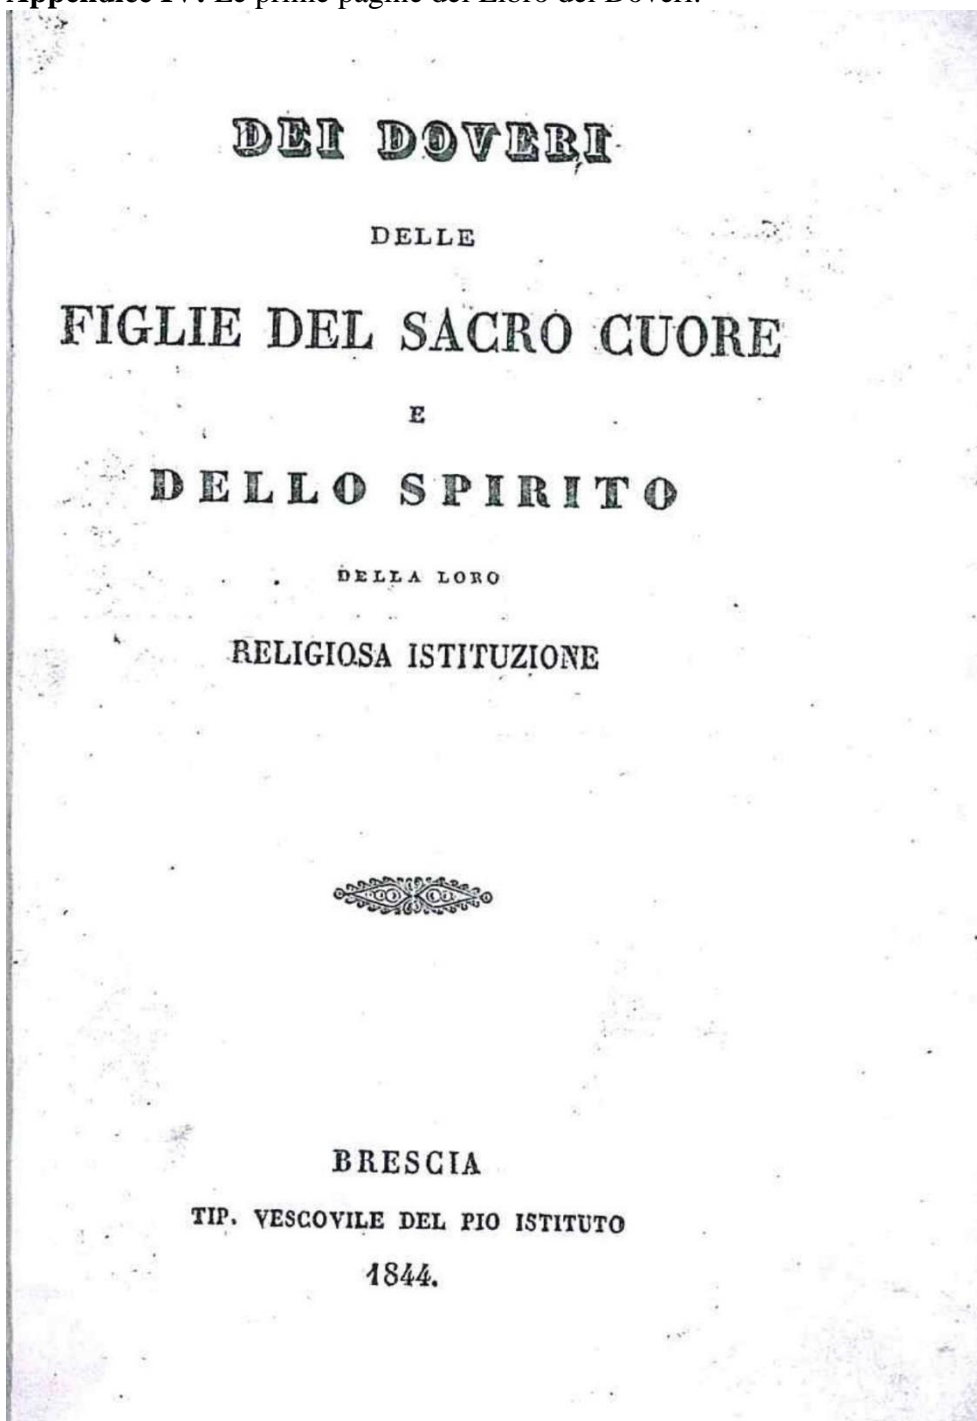 Appendice IV. Le prime pagine del Libro dei Doveri.
DEI DOVERI
DELLE
FIGLIE DEL SACRO CUORE
E
DELLO SPIRITO
DELLA LORO
RELIGIOSA ISTITUZIONE
BRESCIA
TIP. VESCOVILE DEL PIO ISTITUTO
1844.